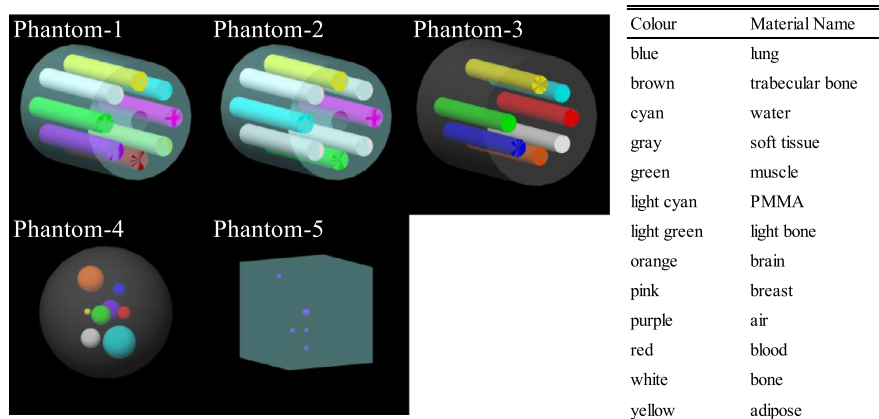 Phantom-1 Phantom-2 Phantom-3
Phantom-4 Phantom-5
Colour Material Name
blue lung
brown trabecular bone
cyan water
gray soft tissue
green muscle
light cyan PMMA
light green light bone
orange brain
pink breast
purple air
red blood
white bone
yellow adipose